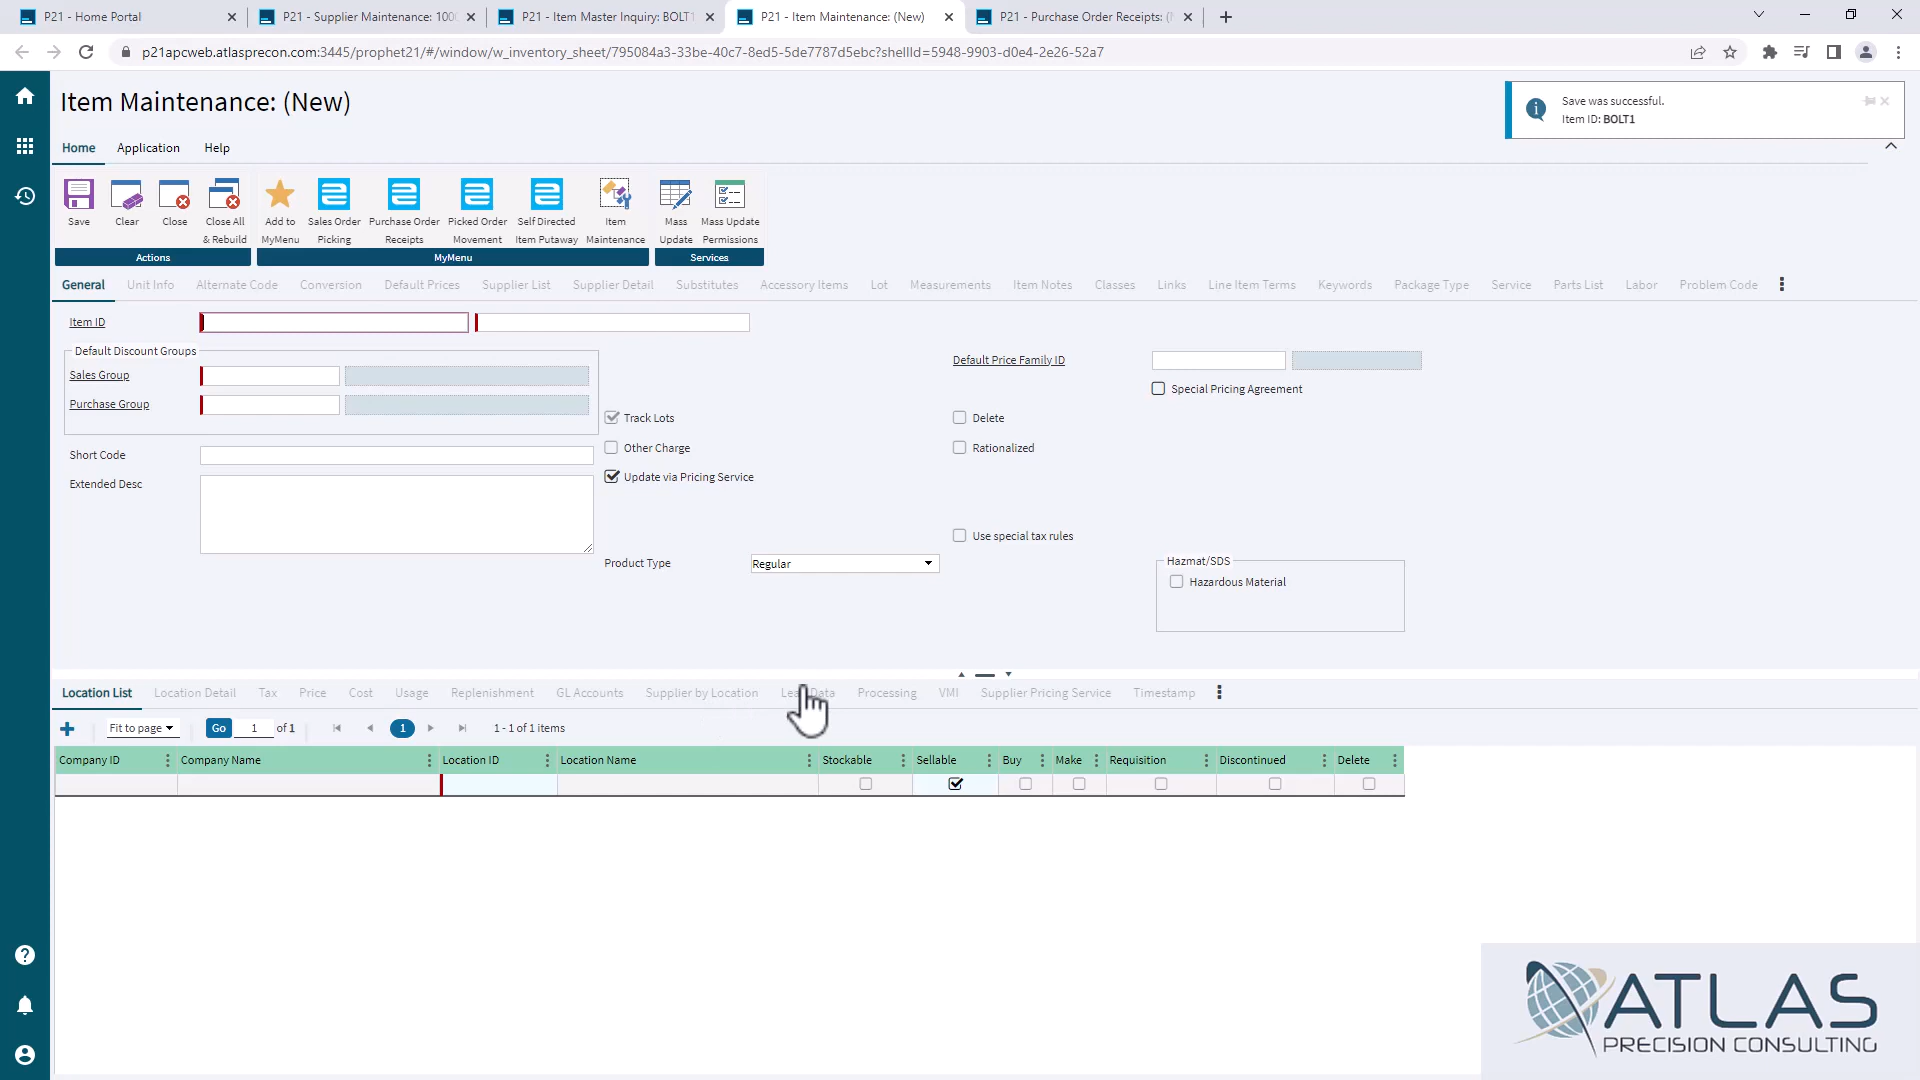 P21 - Home Portal
P21 - Supplier Maintenance: 1000
P21 - Item Master Inquiry: BOLT1
P21 - Item Maintenance: (New)
P21 - Purchase Order Receipts: (
p21apcweb.atlasprecon.com:3445/prophet21/#/window/w_inventory_sheet/795084a3-33be-40c7-8ed5-5de7787d5ebc?shellId=5948-9903-d0e4-2e26-52a7
Item Maintenance: (New)
Save was successful.
Item ID: BOLT1
Home Application Help
Save
Clear
Close
Close All & Rebuild
Add to MyMenu
Sales Order Picking
Purchase Order Receipts
Picked Order Movement
Self Directed Item Putaway
Item Maintenance
Mass Update
Mass Update Permissions
Actions
MyMenu
Services
General Unit Info Alternate Code Conversion Default Prices Supplier List Supplier Detail Substitutes Accessory Items Lot Measurements Item Notes Classes Links Line Item Terms Keywords Package Type Service Parts List Labor Problem Code
Item ID
Default Discount Groups
Sales Group
Purchase Group
Short Code
Extended Desc
Track Lots
Other Charge
Update via Pricing Service
Product Type Regular
Default Price Family ID
Special Pricing Agreement
Delete
Rationalized
Use special tax rules
Hazmat/SDS
Hazardous Material
Location List Location Detail Tax Price Cost Usage Replenishment GL Accounts Supplier by Location Data Processing VMI Supplier Pricing Service Timestamp
Fit to page Go 1 of 1 1 1 - 1 of 1 items
Company ID Company Name Location ID Location Name Stockable Sellable Buy Make Requisition Discontinued Delete
ATLAS
PRECISION CONSULTING